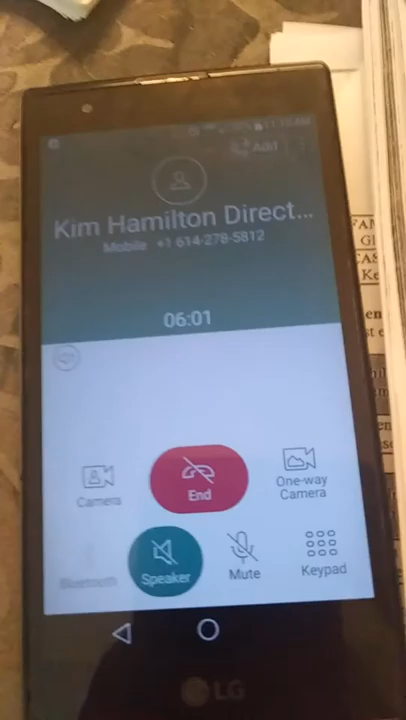 Add
Kim Hamilton Direct...
Mobile +1 614-278-5812
06:01
Camera
End
One-way
Camera
Bluetooth
Speaker
Mute
Keypad
LG